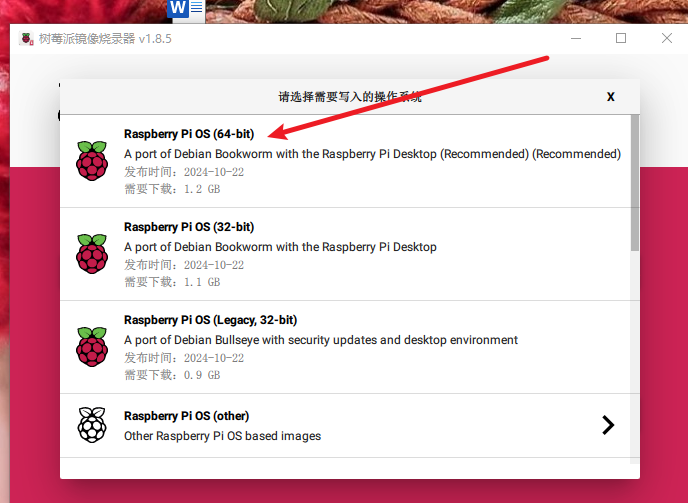 W
树莓派镜像烧录器 v1.8.5
请选择需要写入的操作系统
X
Raspberry Pi OS (64-bit)
A port of Debian Bookworm with the Raspberry Pi Desktop (Recommended) (Recommended)
发布时间：2024-10-22
需要下载：1.2 GB
Raspberry Pi OS (32-bit)
A port of Debian Bookworm with the Raspberry Pi Desktop
发布时间：2024-10-22
需要下载：1.1 GB
Raspberry Pi OS (Legacy, 32-bit)
A port of Debian Bullseye with security updates and desktop environment
发布时间：2024-10-22
需要下载：0.9 GB
Raspberry Pi OS (other)
Other Raspberry Pi OS based images